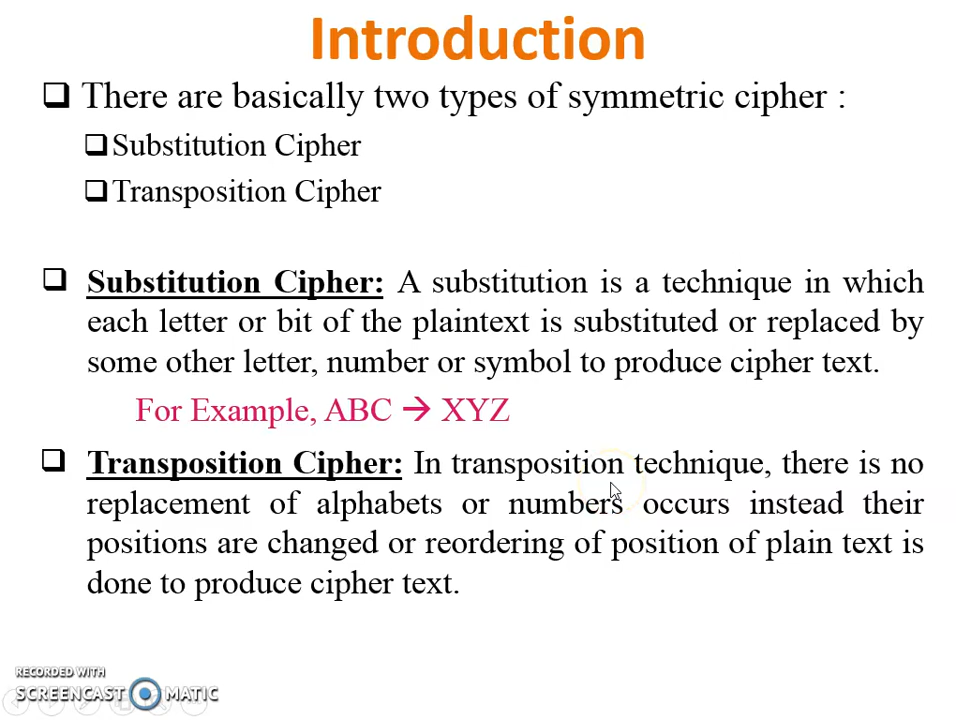 Introduction
There are basically two types of symmetric cipher :
Substitution Cipher
Transposition Cipher
Substitution Cipher: A substitution is a technique in which
each letter or bit of the plaintext is substituted or replaced by
some other letter, number or symbol to produce cipher text.
For Example, ABC → XYZ
Transposition Cipher: In transposition technique, there is no
replacement of alphabets or numbers occurs instead their
positions are changed or reordering of position of plain text is
done to produce cipher text.
RECORDED WITH
SCREENCAST MATIC